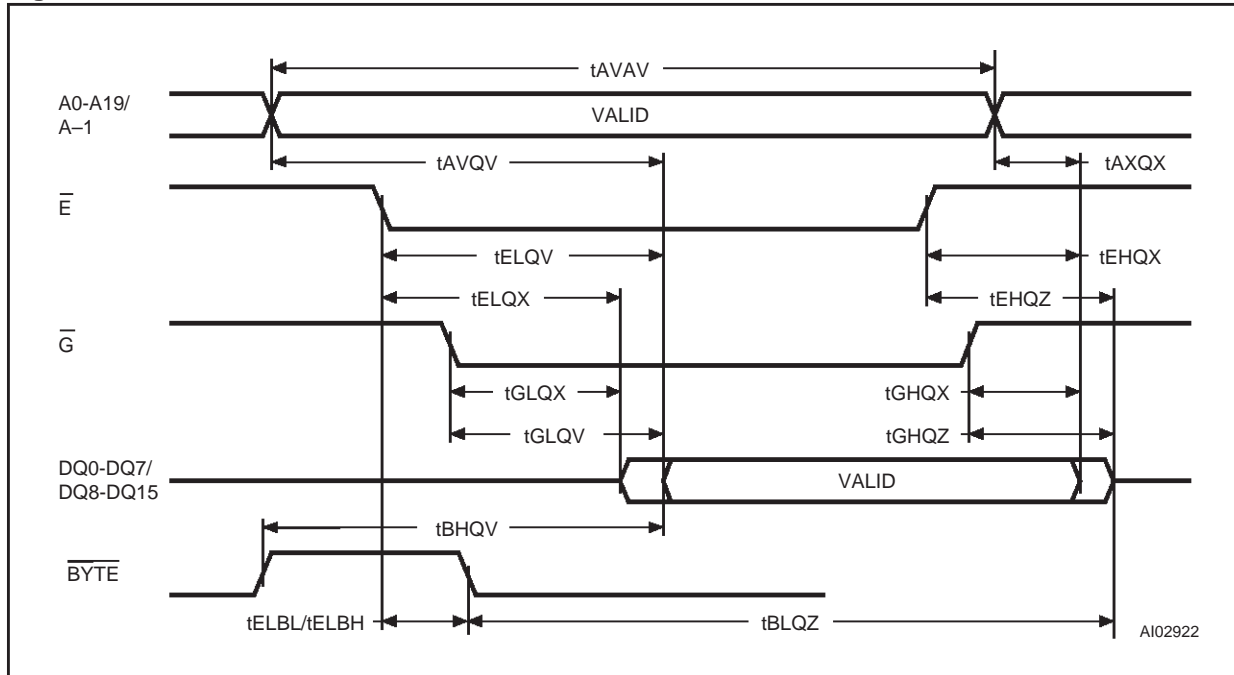 tAVAV
A0-A19/
A–1
VALID
tAVQV
tAXQX
E̅
tELQV
tEHQX
tELQX
tEHQZ
G̅
tGLQX
tGHQX
tGLQV
tGHQZ
DQ0-DQ7/
DQ8-DQ15
VALID
tBHQV
B̅Y̅T̅E̅
tELBL/tELBH
tBLQZ
AI02922